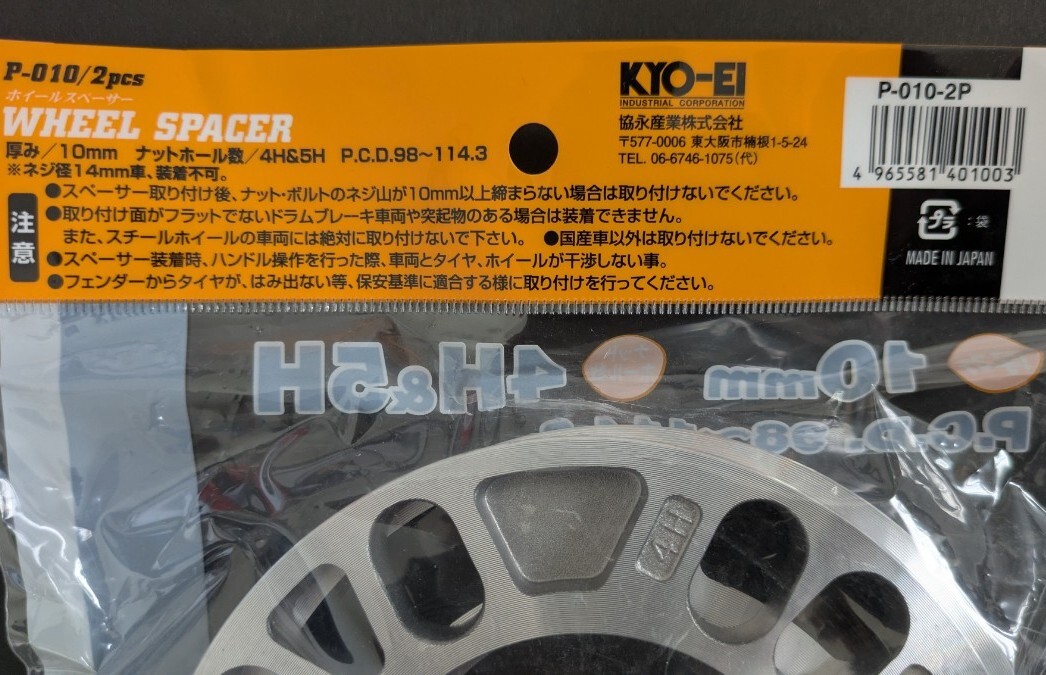 P-010/2pcs
ホイールスペーサー
WHEEL SPACER
厚み/10mm ナットホール数/4H&5H P.C.D.98〜114.3
※ネジ径14mm車、装着不可。
KYO-EI
INDUSTRIAL CORPORATION
協永産業株式会社
〒577-0006 東大阪市楠根1-5-24
TEL. 06-6746-1075(代)
P-010-2P
4 965581 401003
注意
●スペーサー取り付け後、ナット・ボルトのネジ山が10mm以上締まらない場合は取り付けないでください。
●取り付け面がフラットでないドラムブレーキ車両や突起物のある場合は装着できません。
また、スチールホイールの車両には絶対に取り付けないで下さい。 ●国産車以外は取り付けないでください。
●スペーサー装着時、ハンドル操作を行った際、車両とタイヤ、ホイールが干渉しない事。
●フェンダーからタイヤが、はみ出ない等、保安基準に適合する様に取り付けを行ってください。
プラ :袋
MADE IN JAPAN
4H&5H
10mm
P.C.D.
4H